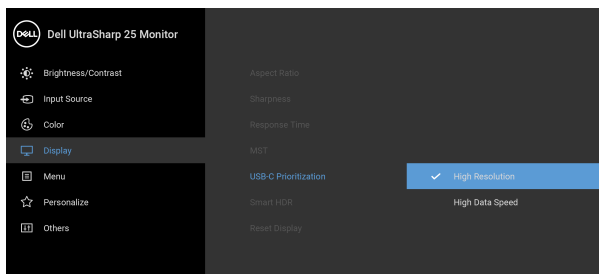 DELL
Dell UltraSharp 25 Monitor
Brightness/Contrast
Input Source
Color
Display
Menu
Personalize
Others
Aspect Ratio
Sharpness
Response Time
MST
USB-C Prioritization
Smart HDR
Reset Display
High Resolution
High Data Speed